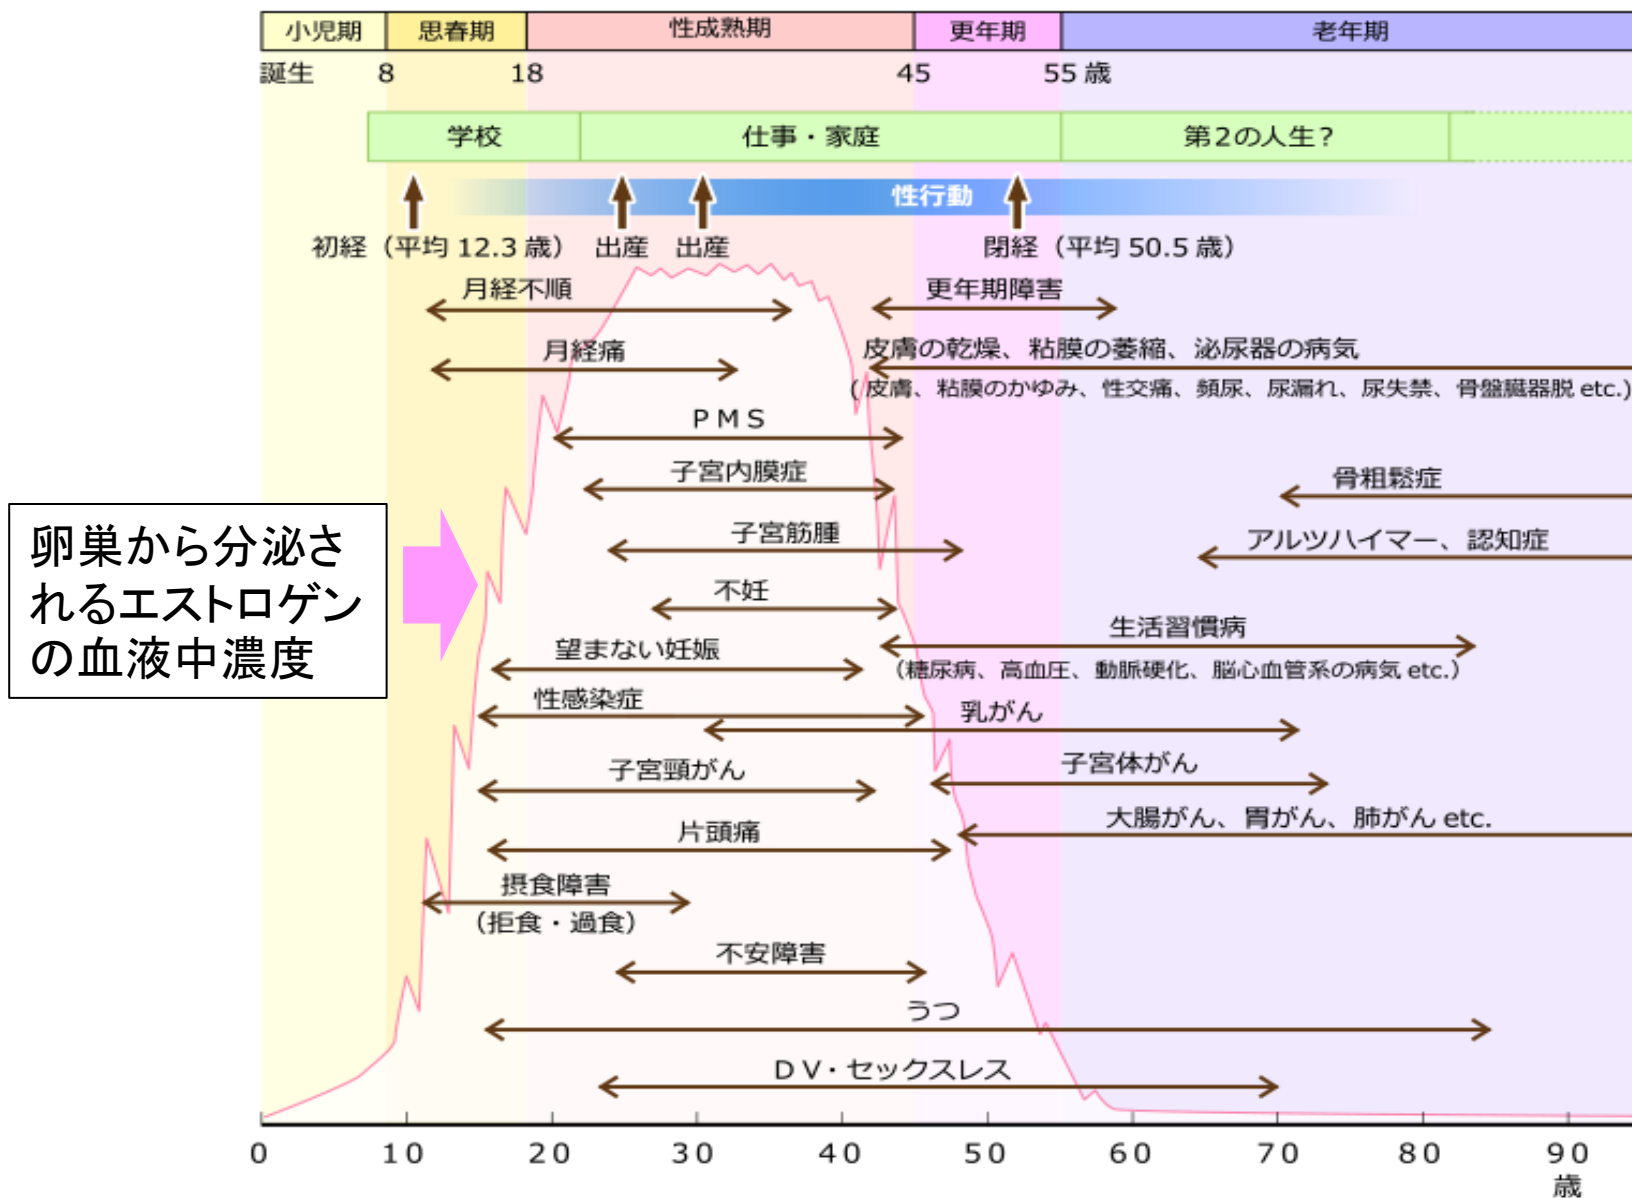 小児期 思春期 性成熟期 更年期 老年期
誕生 8 18 45 55 歳
学校 仕事・家庭 第2の人生？
性行動
初経（平均 12.3 歳） 出産 出産 閉経（平均 50.5 歳）
月経不順 更年期障害
月経痛 皮膚の乾燥、粘膜の萎縮、泌尿器の病気
( 皮膚、粘膜のかゆみ、性交痛、頻尿、尿漏れ、尿失禁、骨盤臓器脱 etc.)
ＰＭＳ
子宮内膜症 骨粗鬆症
子宮筋腫 アルツハイマー、認知症
卵巣から分泌さ
れるエストロゲン
の血液中濃度
不妊
望まない妊娠 生活習慣病
（糖尿病、高血圧、動脈硬化、脳心血管系の病気 etc.）
性感染症 乳がん
子宮頸がん 子宮体がん
片頭痛 大腸がん、胃がん、肺がん etc.
摂食障害
（拒食・過食）
不安障害
うつ
ＤＶ・セックスレス
0 10 20 30 40 50 60 70 80 90
歳